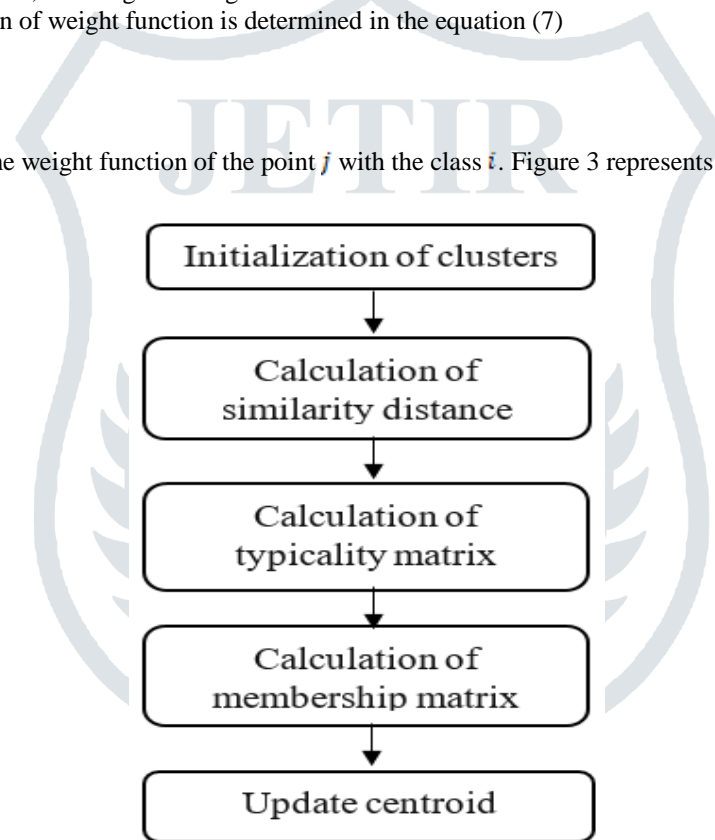 n of weight function is determined in the equation (7)
JETIR
he weight function of the point j with the class i. Figure 3 represents
Initialization of clusters
Calculation of
similarity distance
Calculation of
typicality matrix
Calculation of
membership matrix
Update centroid